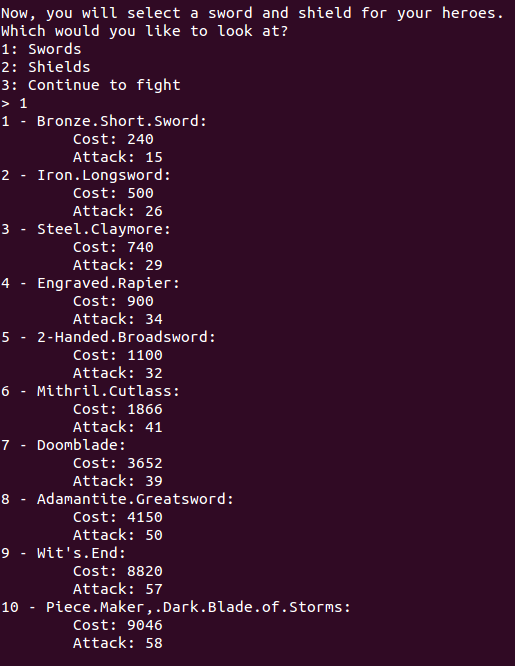 Now, you will select a sword and shield for your heroes.
Which would you like to look at?
1: Swords
2: Shields
3: Continue to fight
> 1
1 - Bronze.Short.Sword:
Cost: 240
Attack: 15
2 - Iron.Longsword:
Cost: 500
Attack: 26
3 - Steel.Claymore:
Cost: 740
Attack: 29
4 - Engraved.Rapier:
Cost: 900
Attack: 34
5 - 2-Handed.Broadsword:
Cost: 1100
Attack: 32
6 - Mithril.Cutlass:
Cost: 1866
Attack: 41
7 - Doomblade:
Cost: 3652
Attack: 39
8 - Adamantite.Greatsword:
Cost: 4150
Attack: 50
9 - Wit's.End:
Cost: 8820
Attack: 57
10 - Piece.Maker,.Dark.Blade.of.Storms:
Cost: 9046
Attack: 58